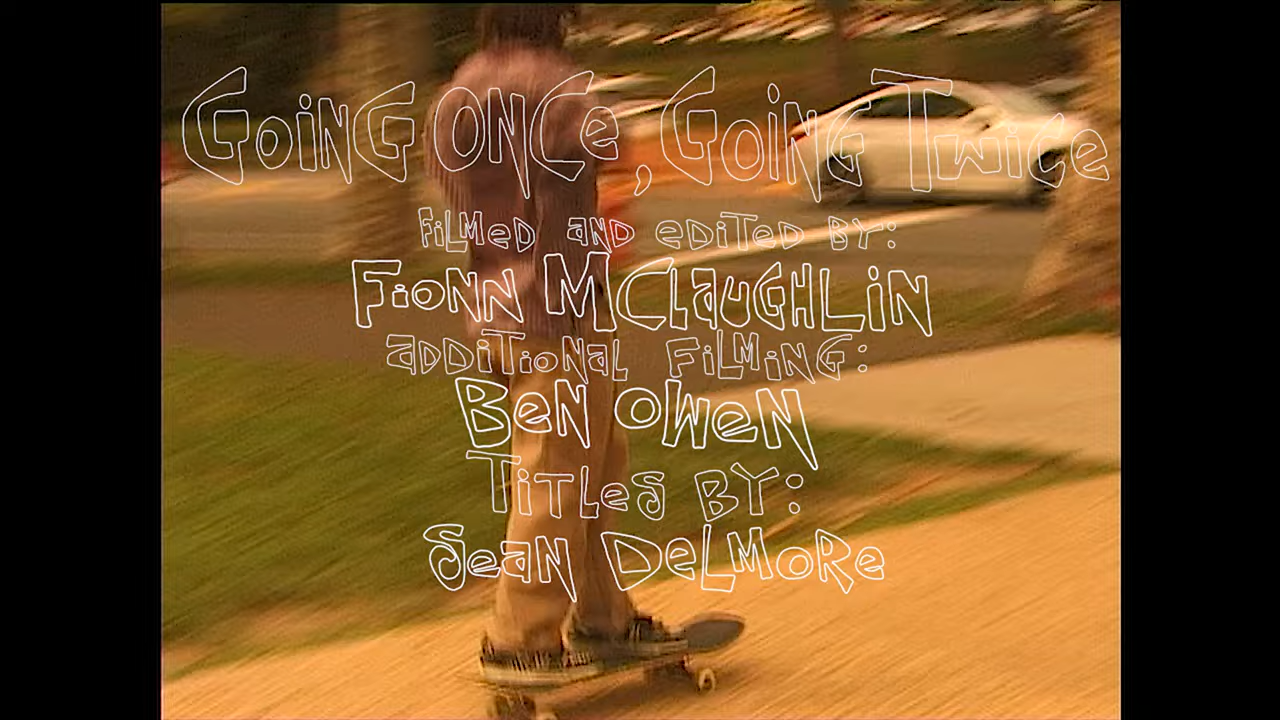 GoinG ONCe, GoinG Twice
FiLMeD aND eDiTeD BY:
FioNN MCLauGHLiN
aDDiTioNaL FiLMiNG:
BeN OWeN
TiTLeS BY:
SeaN DeLMoRe